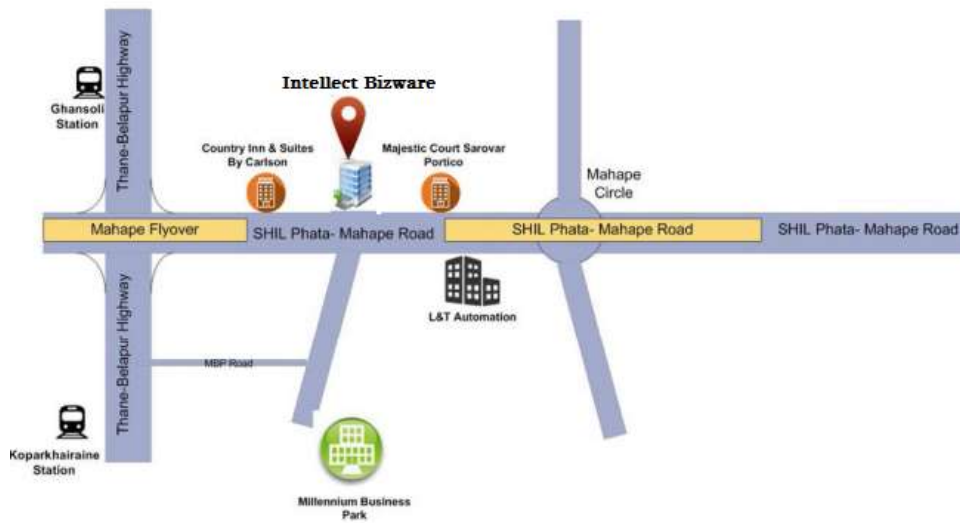 Intellect Bizware
Thane-Belapur Highway
Ghansoli
Station
Country Inn & Suites
By Carlson
Majestic Court Sarovar
Portico
Mahape
Circle
Mahape Flyover
SHIL Phata- Mahape Road
SHIL Phata- Mahape Road
SHIL Phata- Mahape Road
L&T Automation
Thane-Belapur Highway
MBP Road
Koparkhairaine
Station
Millennium Business
Park